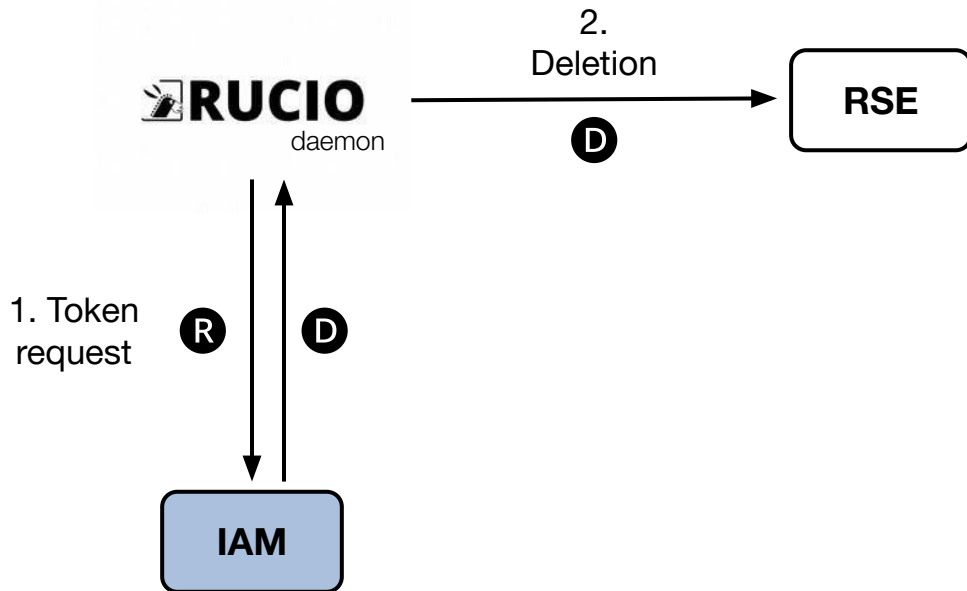 2.
Deletion
RUCIO
daemon
D
RSE
1. Token
request
R
D
IAM